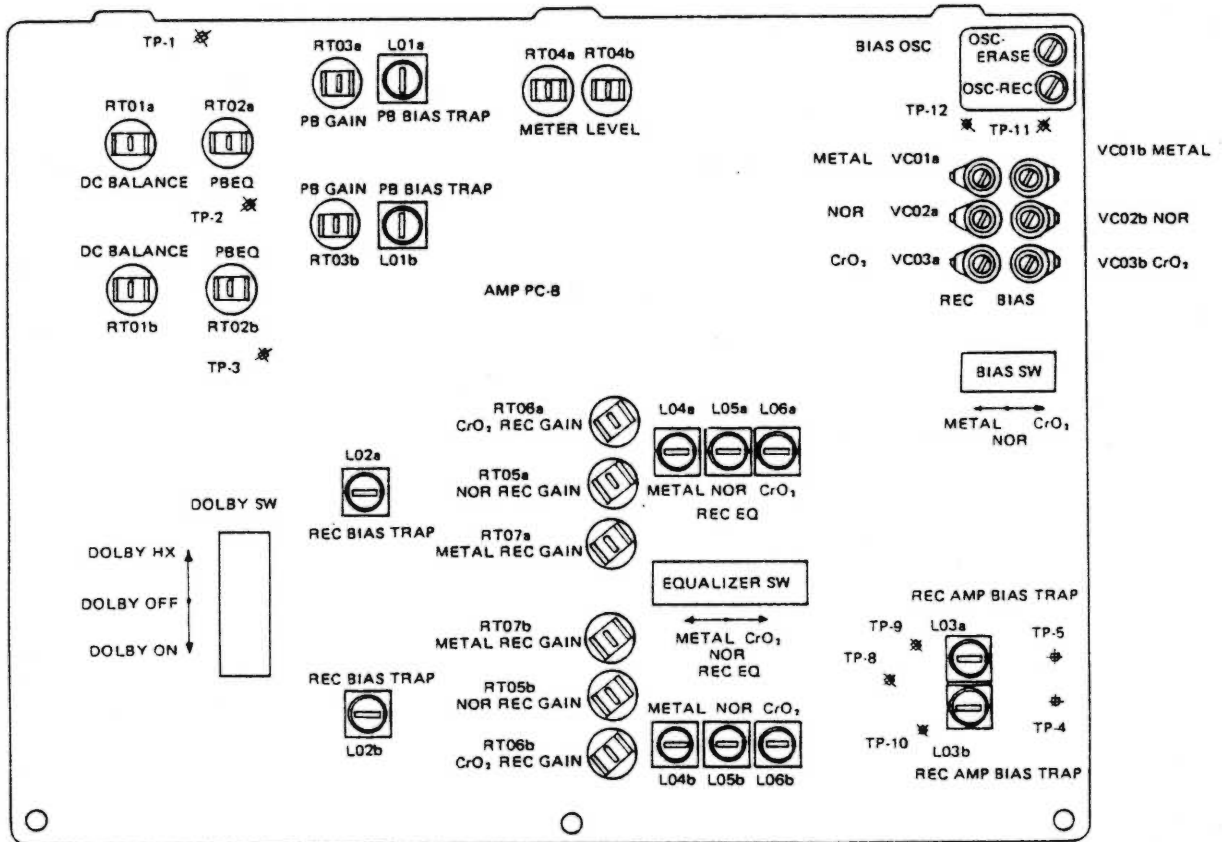 TP-1
RT03a
L01a
PB GAIN
PB BIAS TRAP
RT04a
RT04b
METER LEVEL
BIAS OSC
OSC-
ERASE
OSC-REC
TP-12
TP-11
RT01a
RT02a
DC BALANCE
PBEQ
TP-2
PB GAIN
PB BIAS TRAP
RT03b
L01b
METAL VC01a
VC01b METAL
NOR VC02a
VC02b NOR
CrO₂ VC03a
VC03b CrO₂
REC BIAS
DC BALANCE
PBEQ
RT01b
RT02b
TP-3
AMP PC-8
BIAS SW
METAL CrO₂
NOR
RT06a
CrO₂ REC GAIN
RT05a
NOR REC GAIN
RT07a
METAL REC GAIN
L04a L05a L06a
METAL NOR CrO₂
REC EQ
L02a
REC BIAS TRAP
DOLBY SW
DOLBY HX
DOLBY OFF
DOLBY ON
EQUALIZER SW
METAL CrO₂
NOR
REC EQ
RT07b
METAL REC GAIN
RT05b
NOR REC GAIN
RT06b
CrO₂ REC GAIN
REC BIAS TRAP
L02b
METAL NOR CrO₂
L04b L05b L06b
REC AMP BIAS TRAP
TP-9
L03a
TP-5
TP-8
TP-4
TP-10
L03b
REC AMP BIAS TRAP